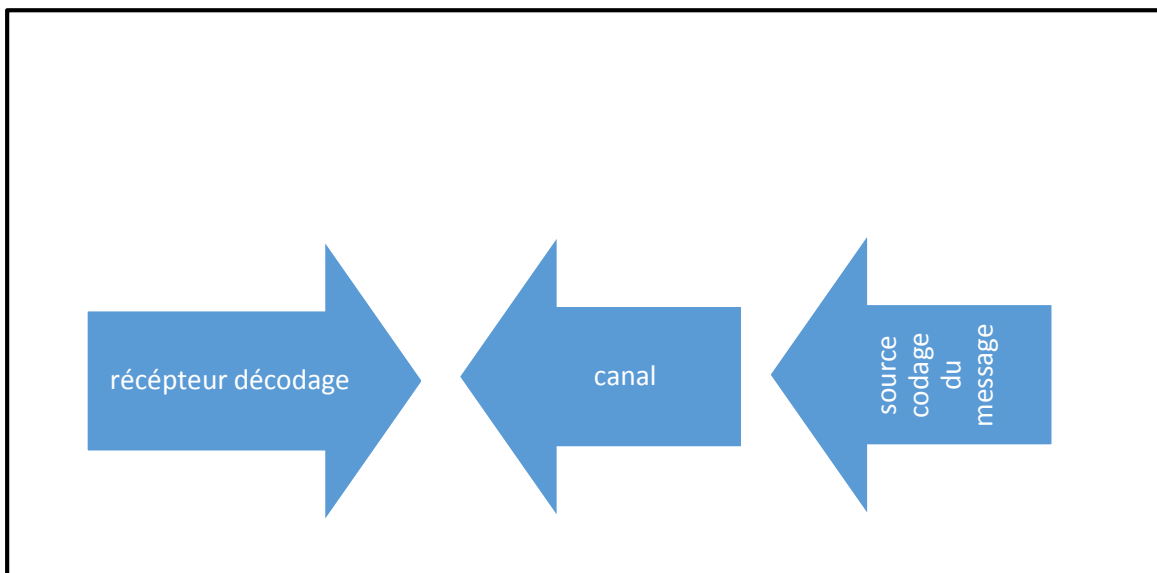 récépteur décodage
canal
source
codage
du
message